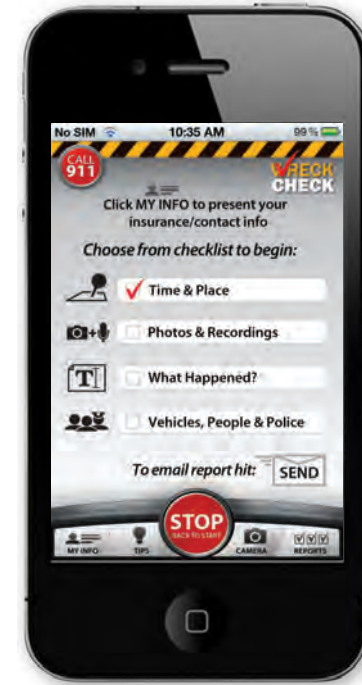 No SIM 10:35 AM 99%
CALL
911
WRECK
CHECK
Click MY INFO to present your
insurance/contact info
Choose from checklist to begin:
Time & Place
Photos & Recordings
T
What Happened?
Vehicles, People & Police
To email report hit: SEND
STOP
BACK TO START
MY INFO TIPS CAMERA REPORTS